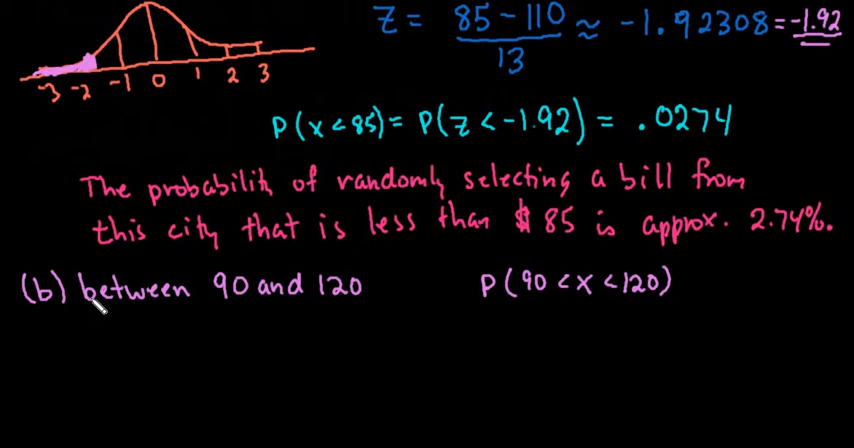 Z = 85 - 110 / 13 ≈ -1.92308 = -1.92
-3 -2 -1 0 1 2 3
P(x < 85) = P(z < -1.92) = .0274
The probability of randomly selecting a bill from
this city that is less than $85 is approx. 2.74%.
(b) between 90 and 120 P(90 < x < 120)